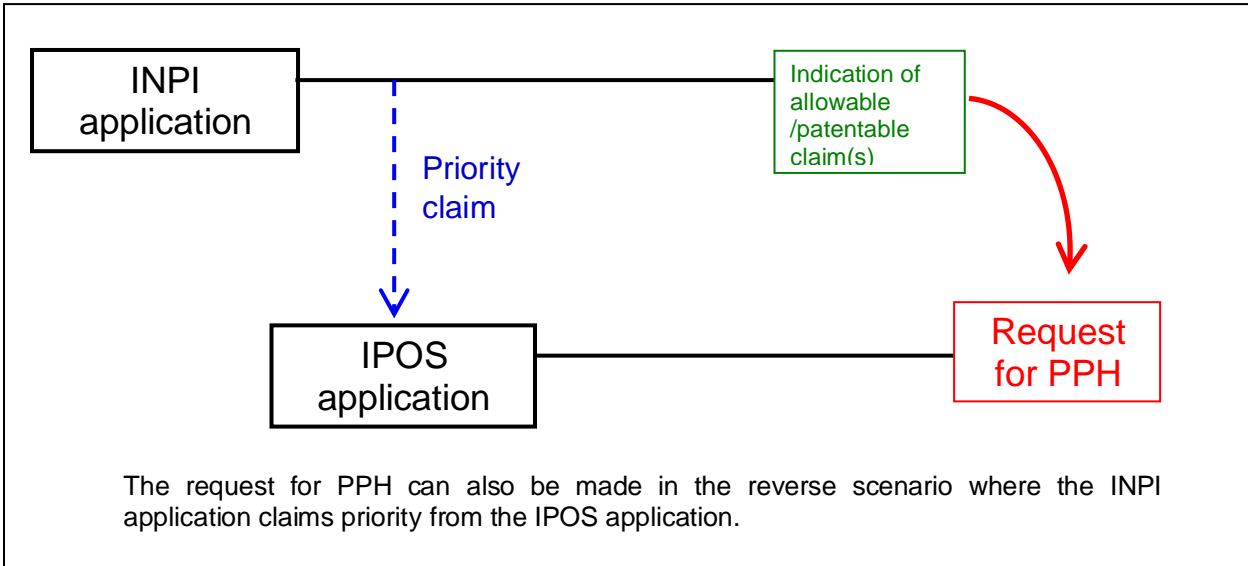 INPI
application
Indication of
allowable
/patentable
claim(s)
Priority
claim
IPOS
application
Request
for PPH
The request for PPH can also be made in the reverse scenario where the INPI
application claims priority from the IPOS application.